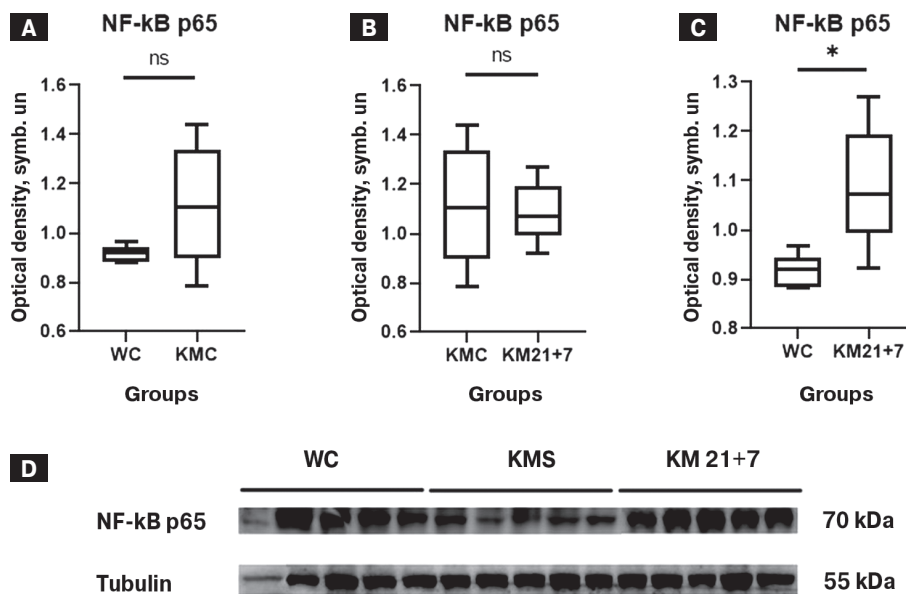 A
NF-kB p65
ns
Optical density, symb. un
1.6
1.4
1.2
1.0
0.8
0.6
WC KMC
Groups
B
NF-kB p65
ns
Optical density, symb. un
1.6
1.4
1.2
1.0
0.8
0.6
KMC KM21+7
Groups
C
NF-kB p65
*
Optical density, symb. un
1.3
1.2
1.1
1.0
0.9
0.8
WC KM21+7
Groups
D
WC KMS KM 21+7
NF-kB p65 70 kDa
Tubulin 55 kDa